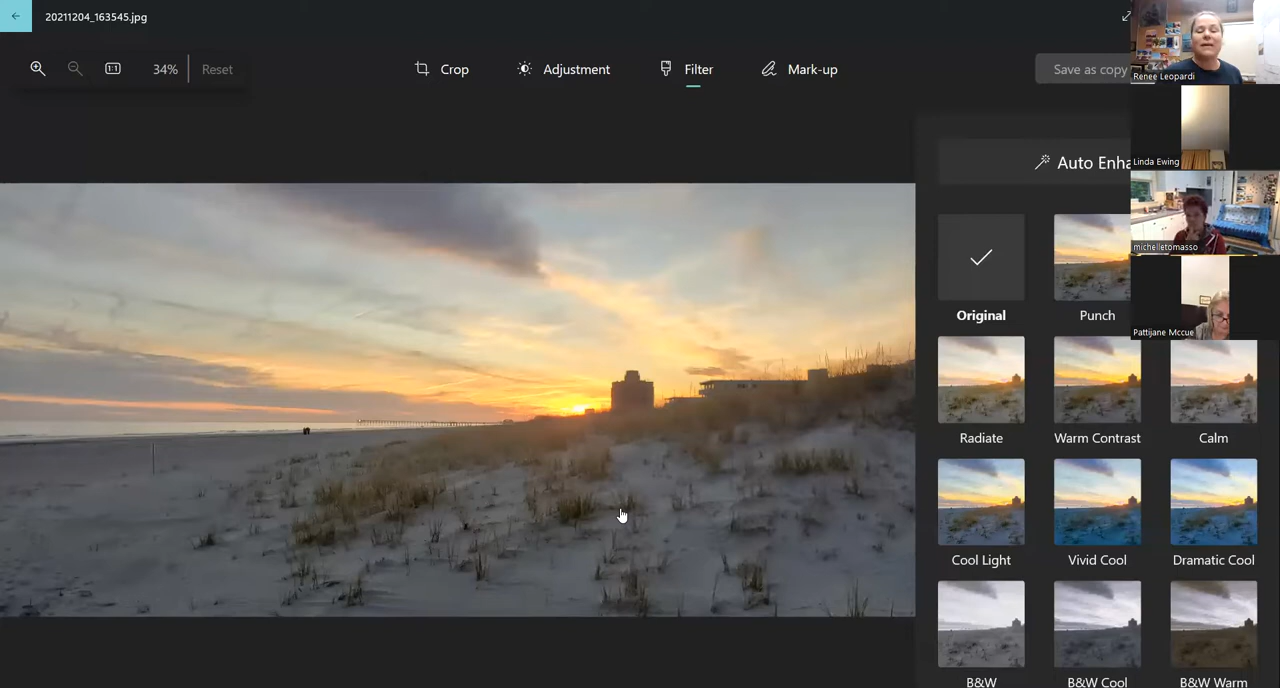 20211204_163545.jpg
34% Reset Crop Adjustment Filter Mark-up Save as copy
Renee Leopardi
Linda Ewing
michelletomasso
Pattijane Mccue
Auto Enha
Original Punch
Radiate Warm Contrast Calm
Cool Light Vivid Cool Dramatic Cool
B&W B&W Cool B&W Warm